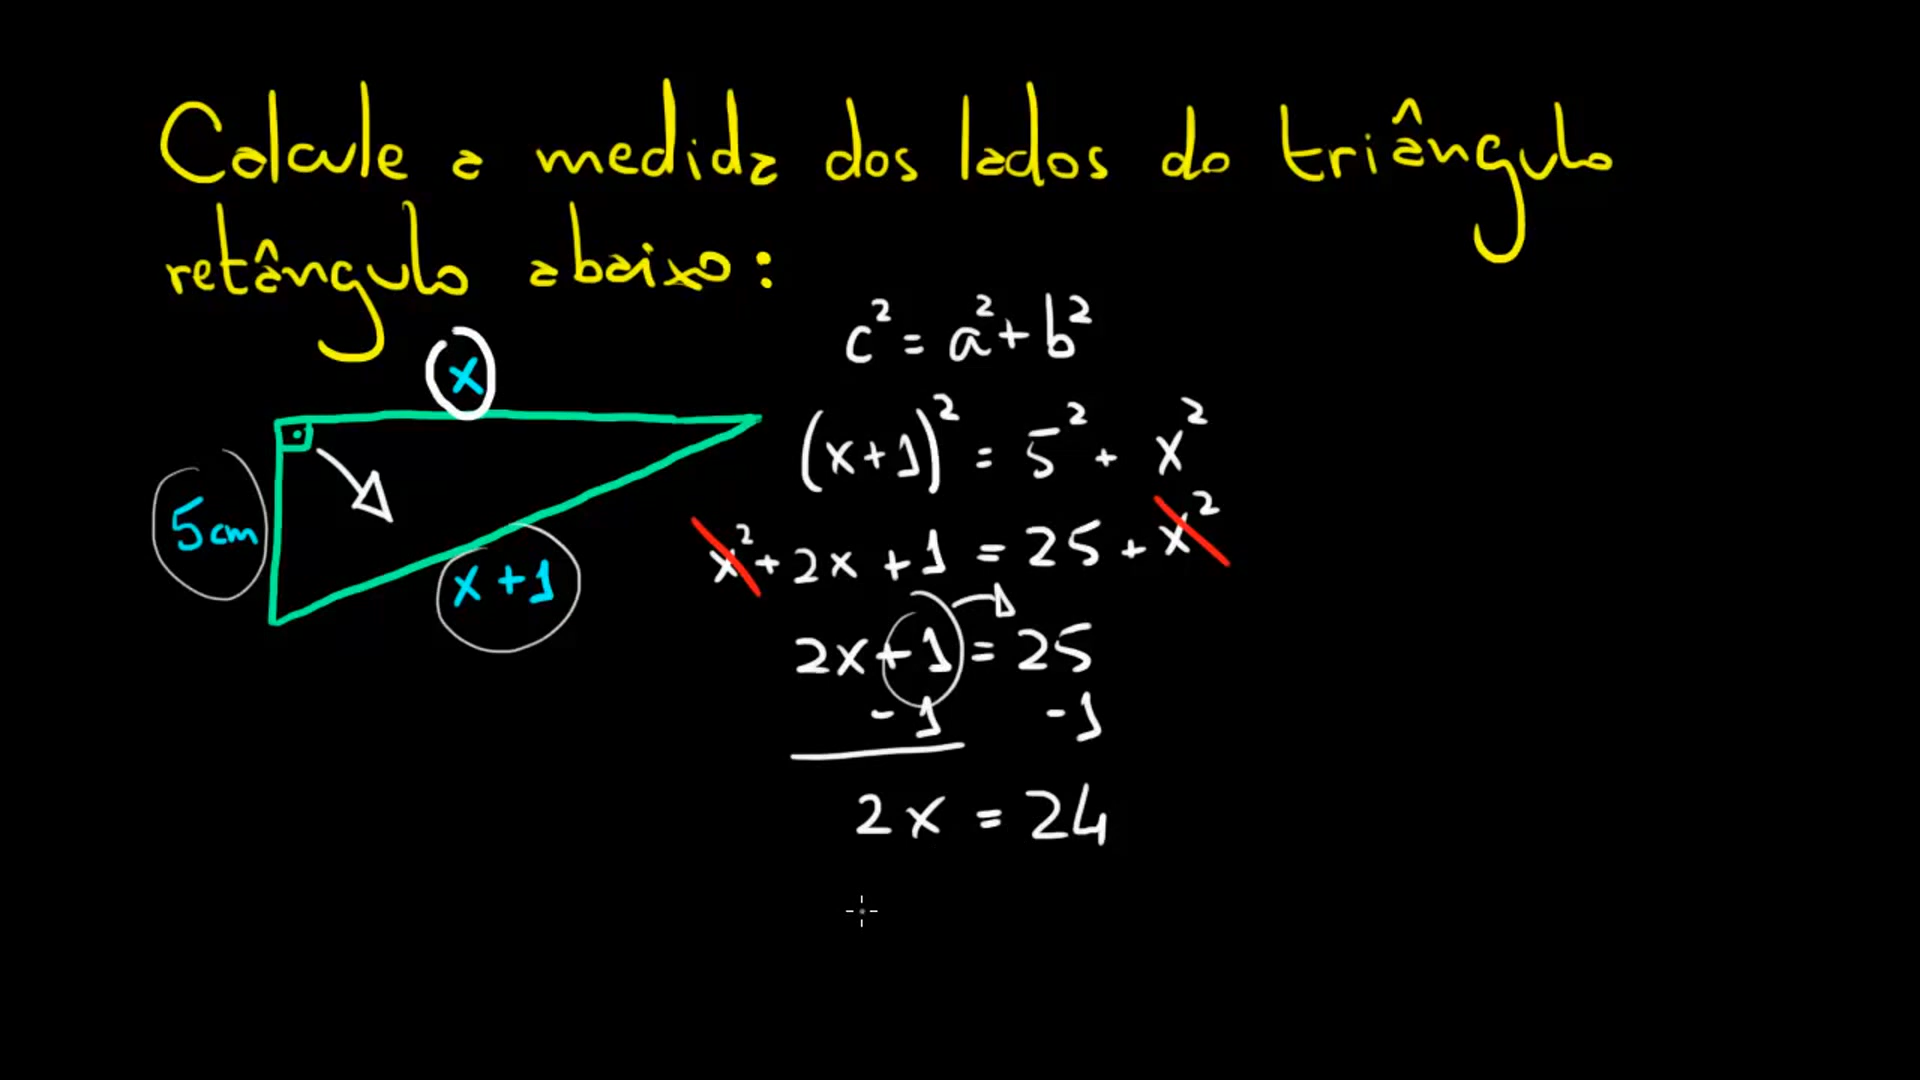 Calcule a medida dos lados do triângulo
retângulo abaixo:
x
5cm
x+1
c² = a² + b²
(x+1)² = 5² + x²
x² + 2x + 1 = 25 + x²
2x+1 = 25
-1 -1
2x = 24